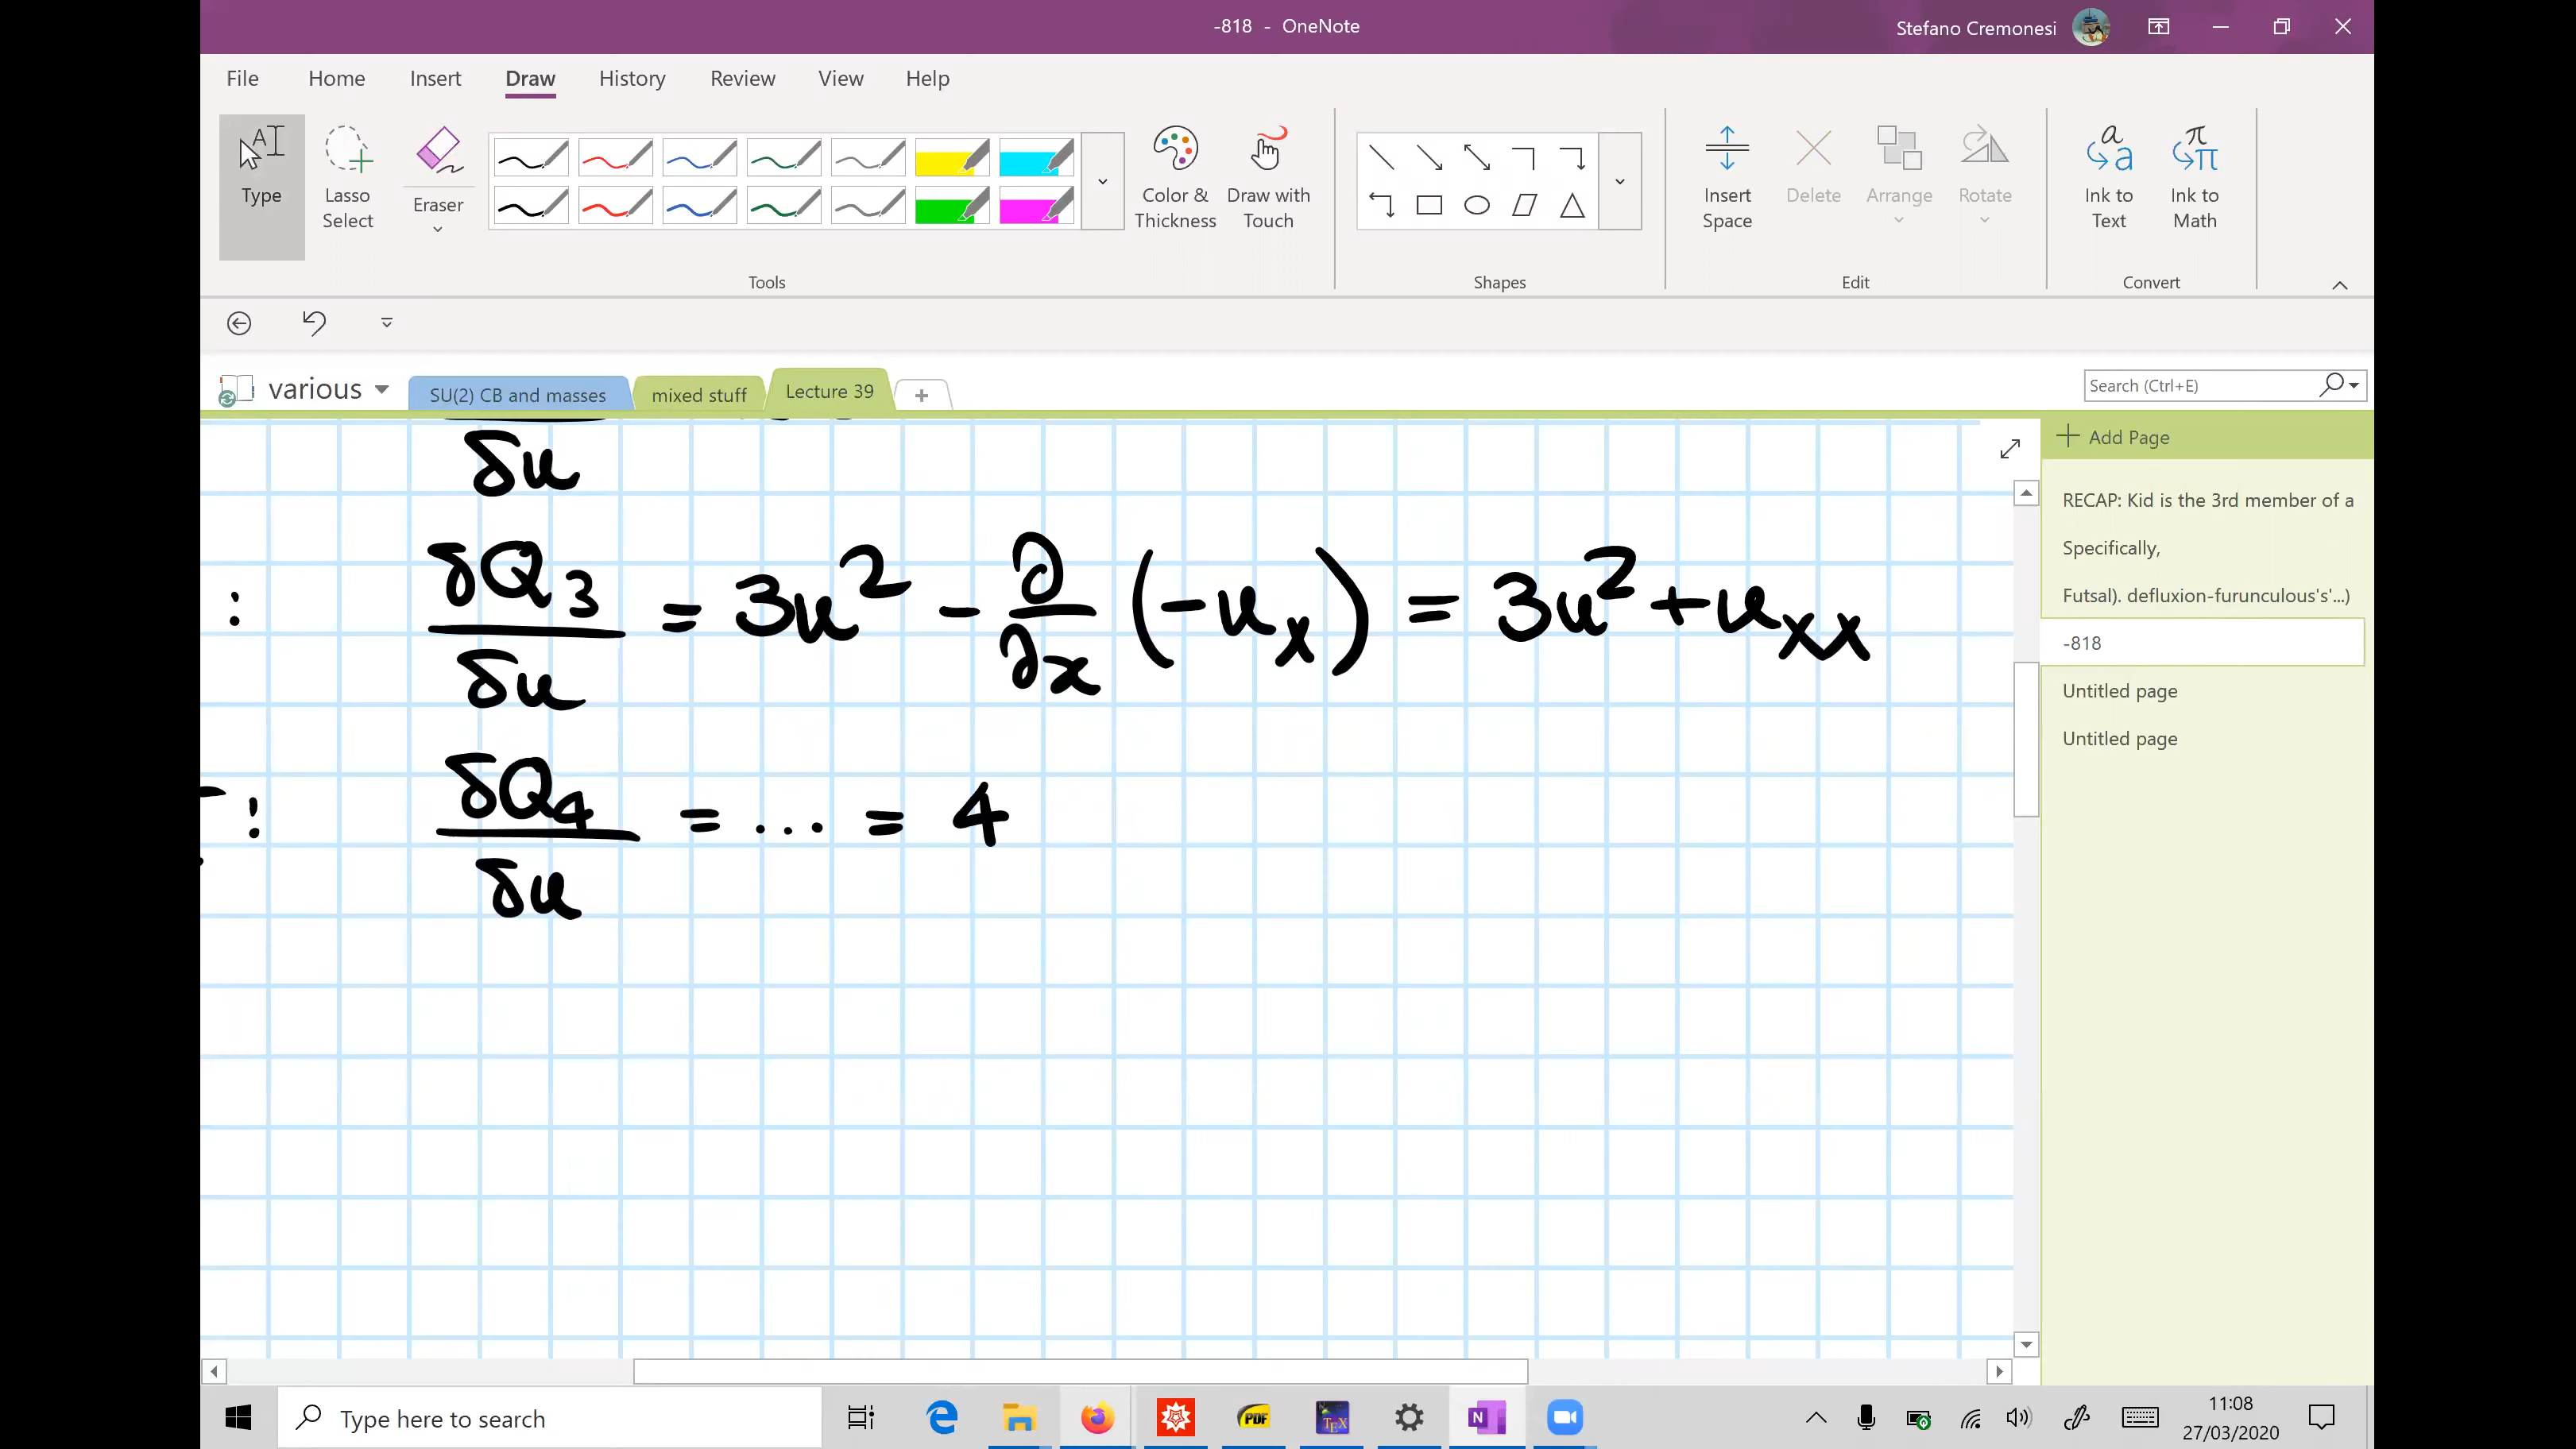 -818 - OneNote
Stefano Cremonesi
File Home Insert Draw History Review View Help
Type
Lasso Select
Eraser
Color & Thickness
Draw with Touch
Insert Space
Delete
Arrange
Rotate
Ink to Text
Ink to Math
Tools
Shapes
Edit
Convert
various
SU(2) CB and masses
mixed stuff
Lecture 39
Search (Ctrl+E)
Add Page
RECAP: Kid is the 3rd member of a
Specifically,
Futsal). defluxion-furunculous's'...)
-818
Untitled page
Untitled page
δu
: δQ₃/δu = 3u² - ∂/∂x (-uₓ) = 3u² + uₓₓ
: δQ₄/δu = ... = 4
Type here to search
11:08
27/03/2020